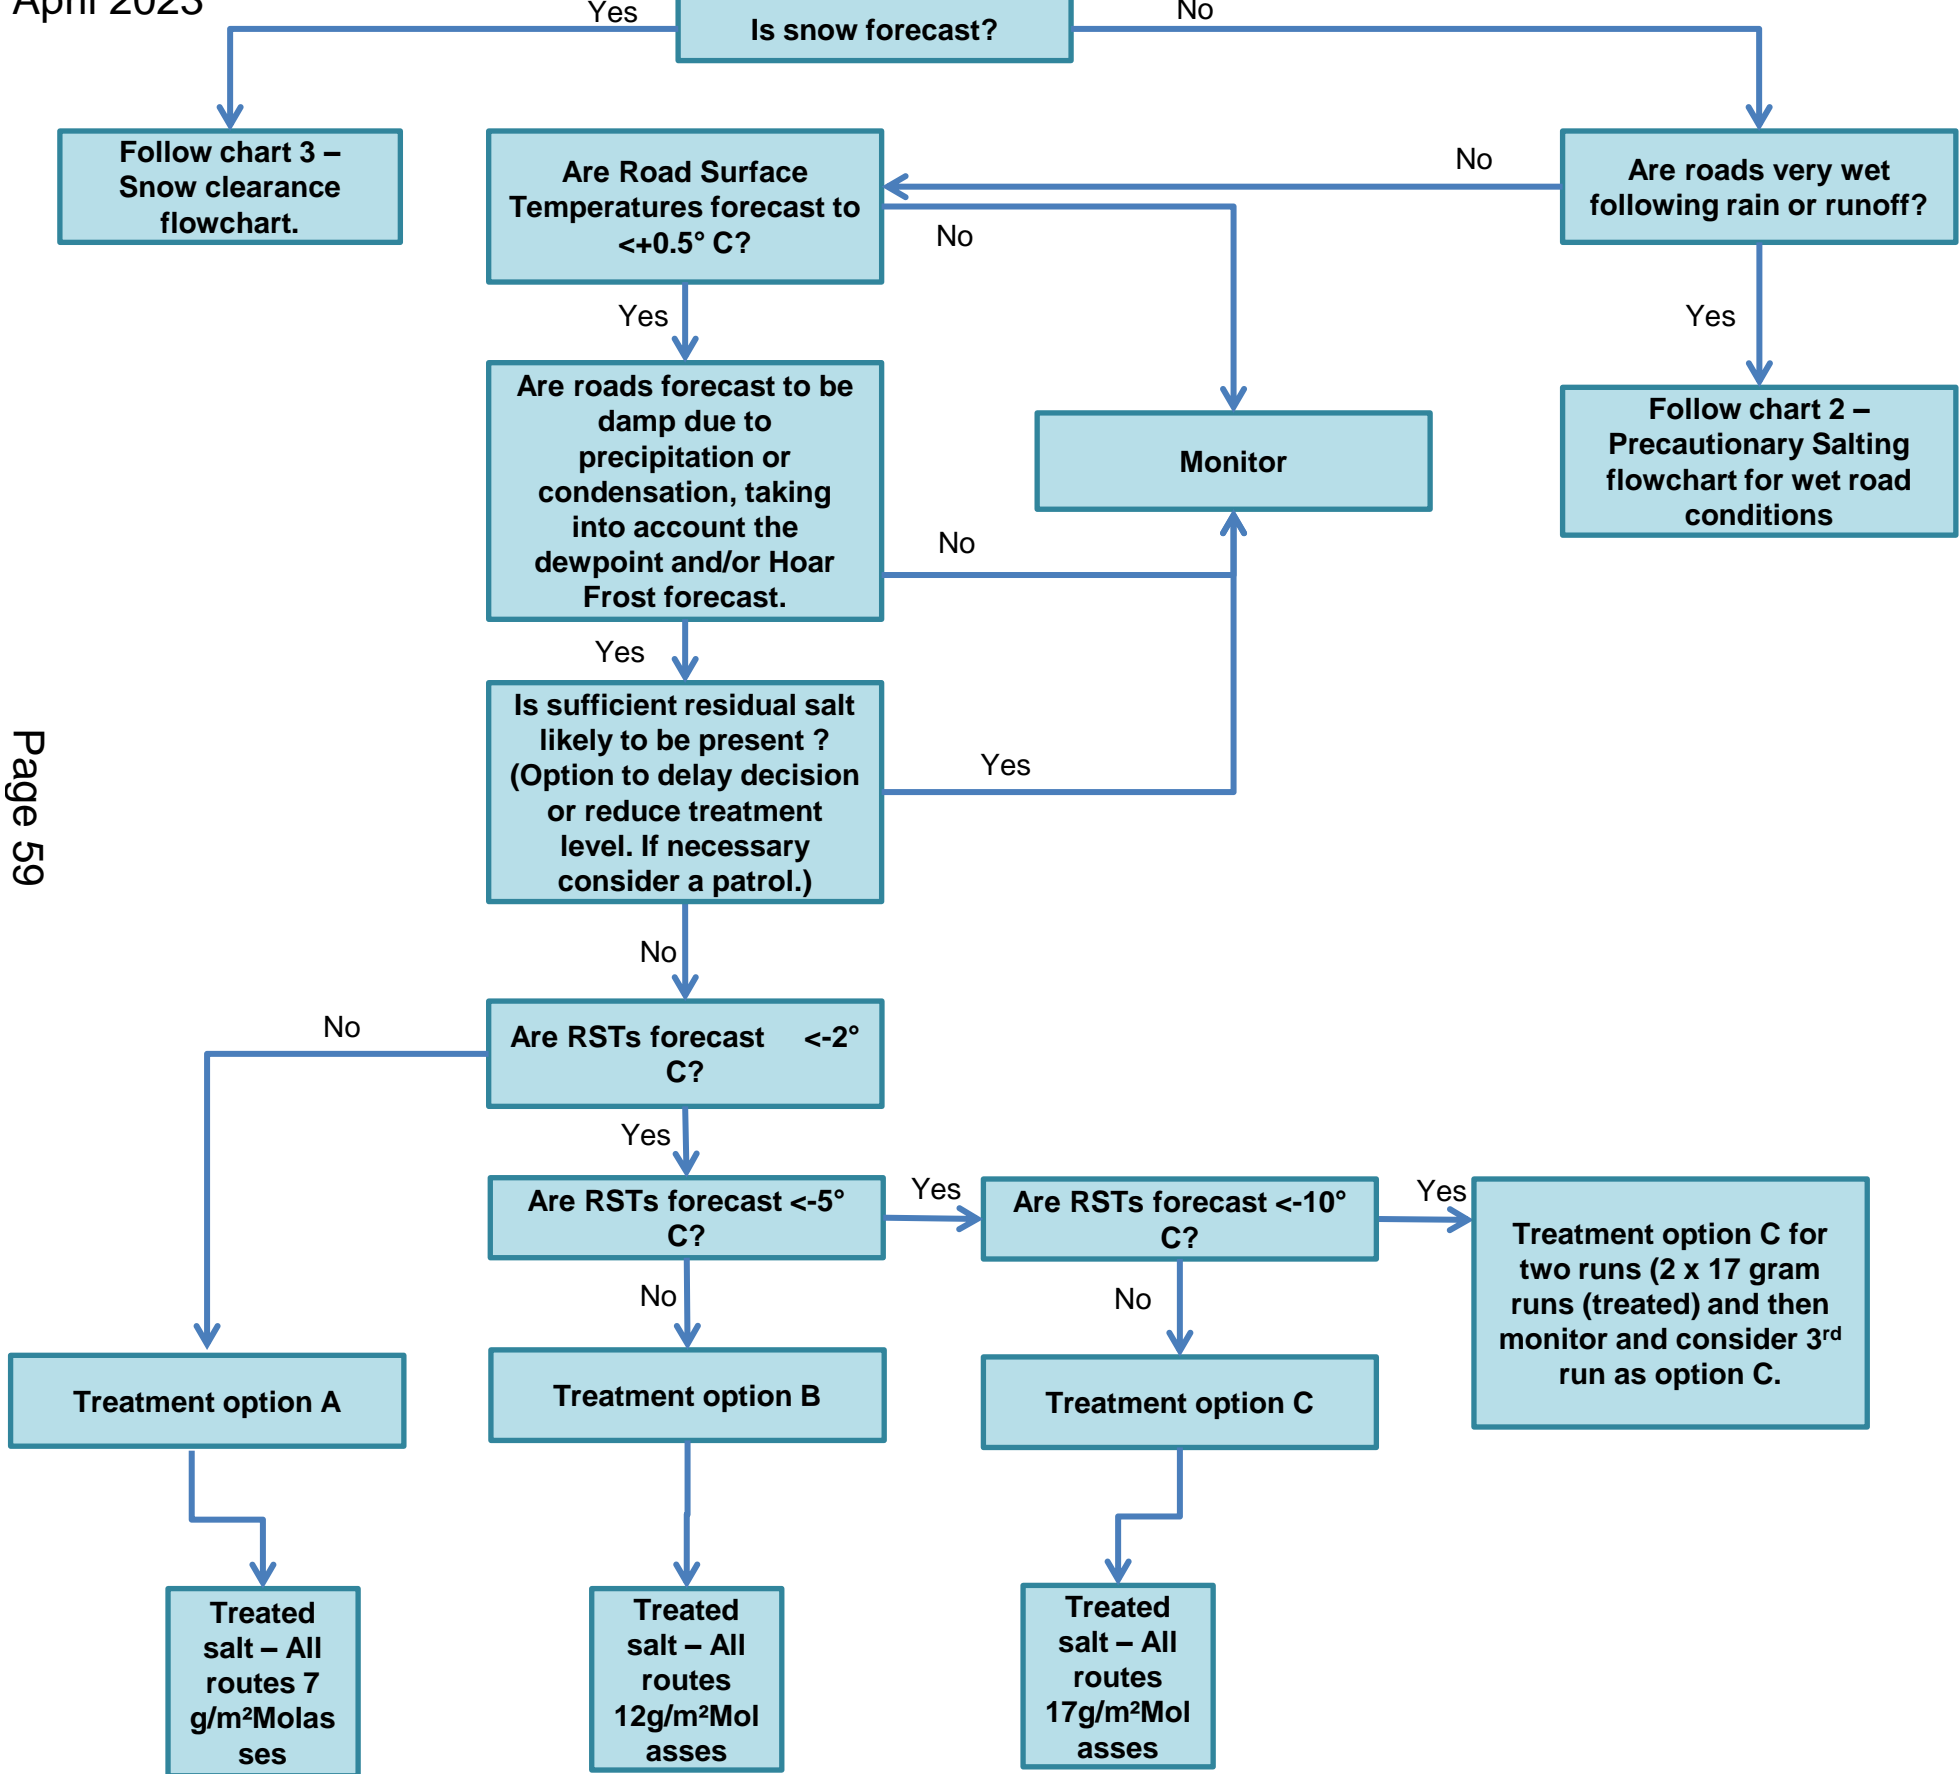 April 2023
Yes
No
Is snow forecast?
Follow chart 3 –
Snow clearance
flowchart.
Are Road Surface
Temperatures forecast to
<+0.5° C?
No
Are roads very wet
following rain or runoff?
No
Yes
Yes
Are roads forecast to be
damp due to
precipitation or
condensation, taking
into account the
dewpoint and/or Hoar
Frost forecast.
Monitor
Follow chart 2 –
Precautionary Salting
flowchart for wet road
conditions
No
Yes
Is sufficient residual salt
likely to be present ?
(Option to delay decision
or reduce treatment
level. If necessary
consider a patrol.)
Yes
Page 59
No
Are RSTs forecast <-2°
C?
No
Yes
Are RSTs forecast <-5°
C?
Yes
Are RSTs forecast <-10°
C?
Yes
Treatment option C for
two runs (2 x 17 gram
runs (treated) and then
monitor and consider 3rd
run as option C.
No
No
Treatment option A
Treatment option B
Treatment option C
Treated
salt – All
routes 7
g/m²Molas
ses
Treated
salt – All
routes
12g/m²Mol
asses
Treated
salt – All
routes
17g/m²Mol
asses